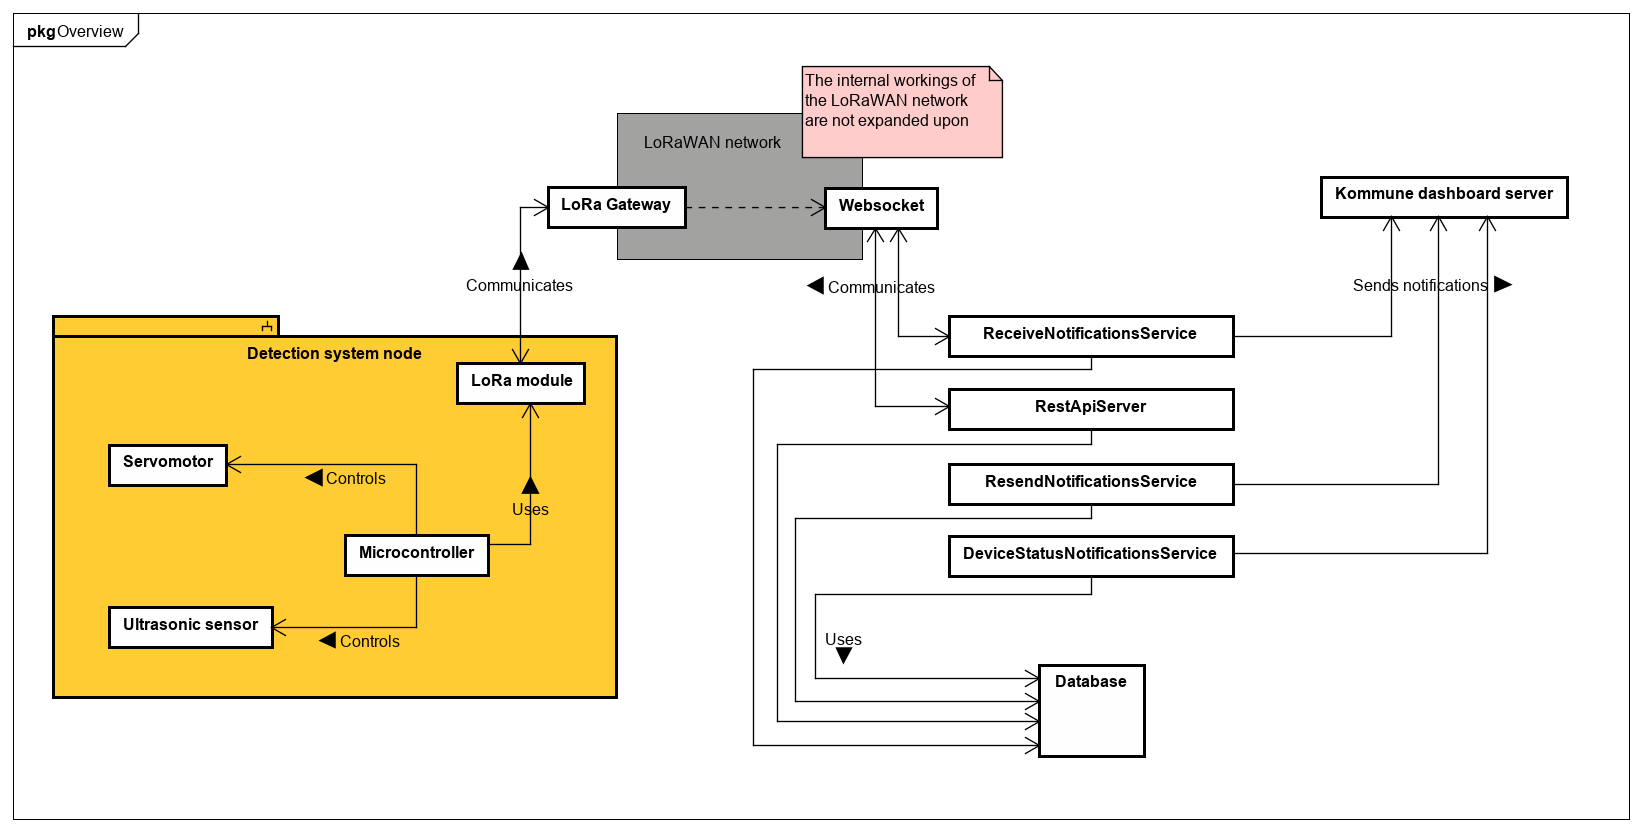 pkg Overview
The internal workings of
the LoRaWAN network
are not expanded upon
LoRaWAN network
LoRa Gateway
Websocket
Kommune dashboard server
Communicates
Communicates
Sends notifications
Detection system node
LoRa module
Servomotor
Controls
Uses
Microcontroller
Ultrasonic sensor
Controls
ReceiveNotificationsService
RestApiServer
ResendNotificationsService
DeviceStatusNotificationsService
Uses
Database